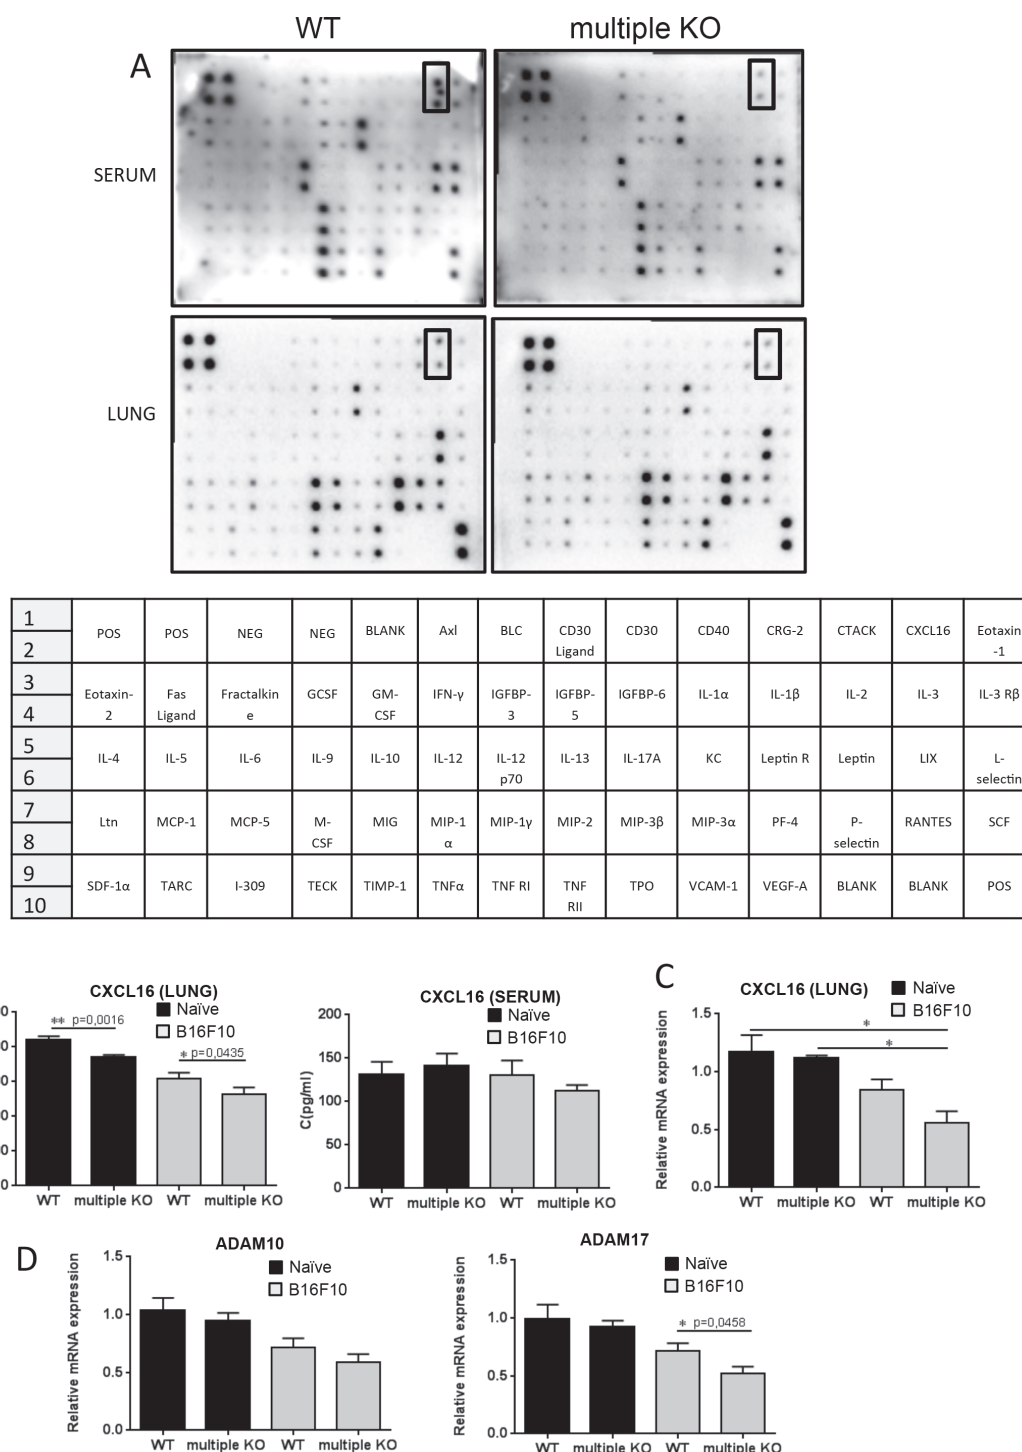 WT multiple KO
A
SERUM
LUNG
1 POS POS NEG NEG BLANK Axl BLC CD30 Ligand CD30 CD40 CRG-2 CTACK CXCL16 Eotaxin-1
2
3 Eotaxin-2 Fas Ligand Fractalkine GCSF GM-CSF IFN-γ IGFBP-3 IGFBP-5 IGFBP-6 IL-1α IL-1β IL-2 IL-3 IL-3 Rβ
4
5 IL-4 IL-5 IL-6 IL-9 IL-10 IL-12 IL-12 p70 IL-13 IL-17A KC Leptin R Leptin LIX L-selectin
6
7 Ltn MCP-1 MCP-5 M-CSF MIG MIP-1α MIP-1γ MIP-2 MIP-3β MIP-3α PF-4 P-selectin RANTES SCF
8
9 SDF-1α TARC I-309 TECK TIMP-1 TNFα TNF RI TNF RII TPO VCAM-1 VEGF-A BLANK BLANK POS
10
CXCL16 (LUNG)
Naïve
B16F10
** p=0,0016
* p=0,0435
0
0
0
0
0
0
WT multiple KO WT multiple KO
CXCL16 (SERUM)
Naïve
B16F10
C(pg/ml)
200
150
100
50
0
WT multiple KO WT multiple KO
C
CXCL16 (LUNG)
Naïve
B16F10
Relative mRNA expression
1.5
1.0
0.5
0.0
*
*
WT multiple KO WT multiple KO
D
ADAM10
Naïve
B16F10
Relative mRNA expression
1.5
1.0
0.5
0.0
WT multiple KO WT multiple KO
ADAM17
Naïve
B16F10
* p=0,0458
Relative mRNA expression
1.5
1.0
0.5
0.0
WT multiple KO WT multiple KO